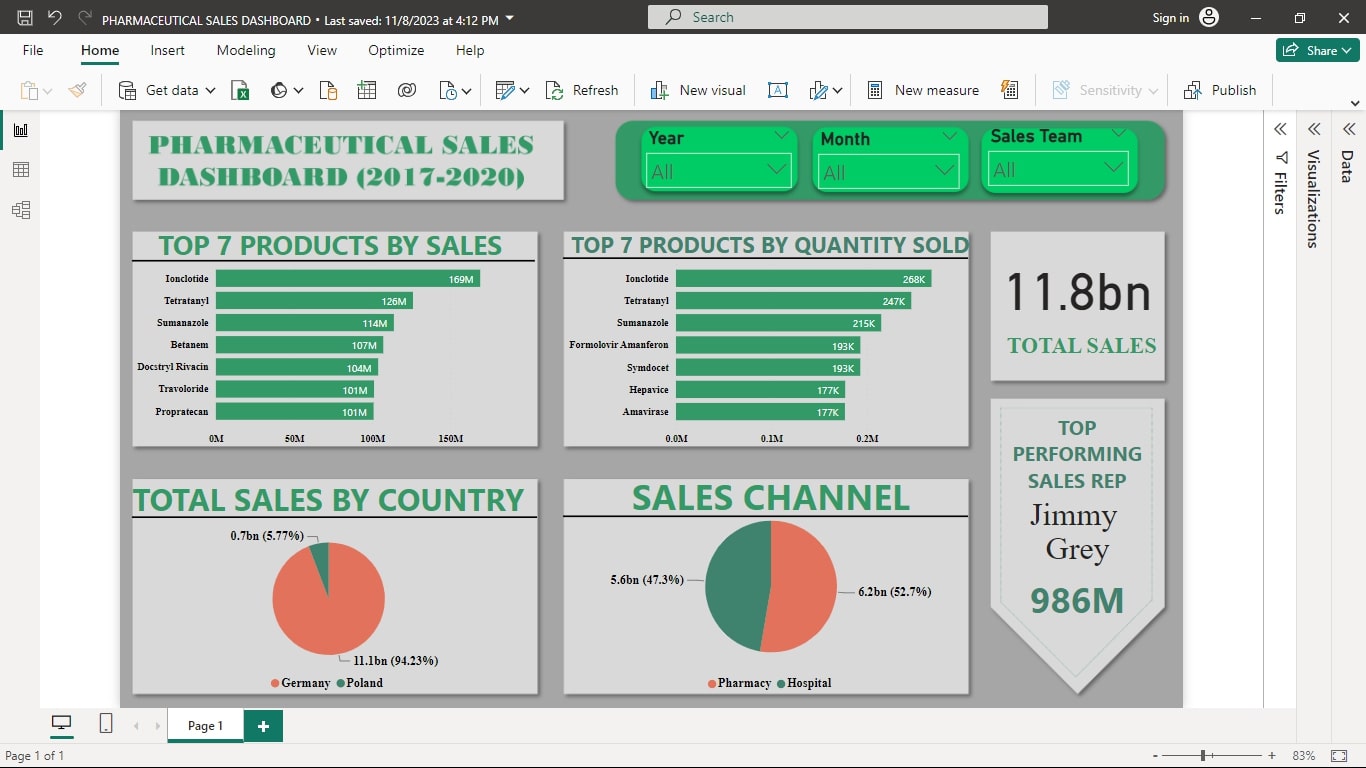 PHARMACEUTICAL SALES DASHBOARD • Last saved: 11/8/2023 at 4:12 PM
Search
Sign in
File Home Insert Modeling View Optimize Help
Share
Get data
Refresh
New visual
New measure
Sensitivity
Publish
PHARMACEUTICAL SALES
DASHBOARD (2017-2020)
Year
All
Month
All
Sales Team
All
Filters
Visualizations
Data
TOP 7 PRODUCTS BY SALES
Ionclotide 169M
Tetratanyl 126M
Sumanazole 114M
Betanem 107M
Docstryl Rivacin 104M
Travoloride 101M
Propratecan 101M
0M 50M 100M 150M
TOP 7 PRODUCTS BY QUANTITY SOLD
Ionclotide 268K
Tetratanyl 247K
Sumanazole 215K
Formolovir Amanferon 193K
Symdocet 193K
Hepavice 177K
Amavirase 177K
0.0M 0.1M 0.2M
11.8bn
TOTAL SALES
TOTAL SALES BY COUNTRY
0.7bn (5.77%)
11.1bn (94.23%)
Germany Poland
SALES CHANNEL
5.6bn (47.3%)
6.2bn (52.7%)
Pharmacy Hospital
TOP
PERFORMING
SALES REP
Jimmy
Grey
986M
Page 1
+
Page 1 of 1
- + 83%